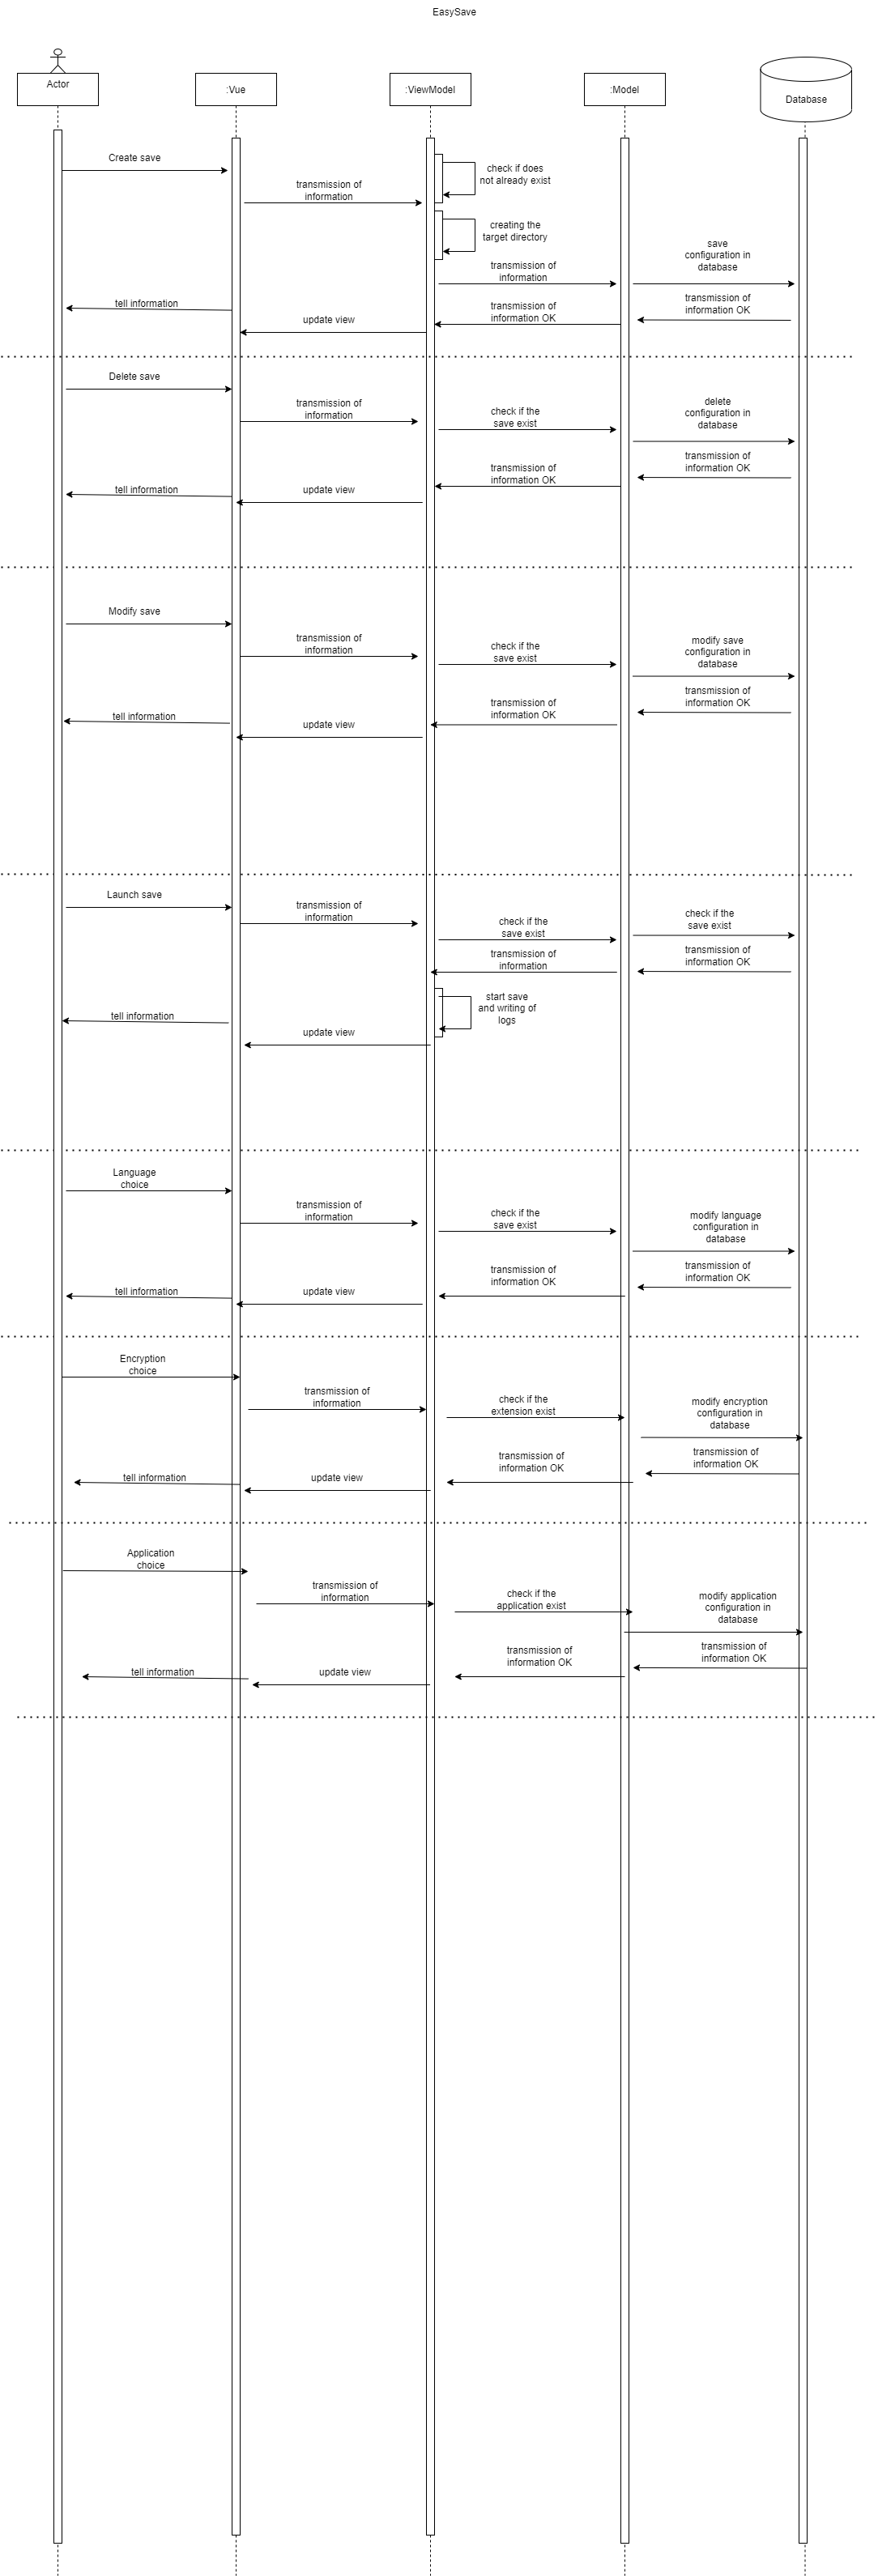 EasySave
Actor
:Vue
:ViewModel
:Model
Database
Create save
check if does
not already exist
transmission of
information
creating the
target directory
save
configuration in
database
transmission of
information
transmission of
information OK
transmission of
information OK
tell information
update view
Delete save
transmission of
information
check if the
save exist
delete
configuration in
database
transmission of
information OK
transmission of
information OK
tell information
update view
Modify save
transmission of
information
check if the
save exist
modify save
configuration in
database
transmission of
information OK
transmission of
information OK
tell information
update view
Launch save
transmission of
information
check if the
save exist
check if the
save exist
transmission of
information OK
transmission of
information
start save
and writing of
logs
tell information
update view
Language
choice
transmission of
information
check if the
save exist
modify language
configuration in
database
transmission of
information OK
transmission of
information OK
tell information
update view
Encryption
choice
transmission of
information
check if the
extension exist
modify encryption
configuration in
database
transmission of
information OK
transmission of
information OK
tell information
update view
Application
choice
transmission of
information
check if the
application exist
modify application
configuration in
database
transmission of
information OK
transmission of
information OK
tell information
update view